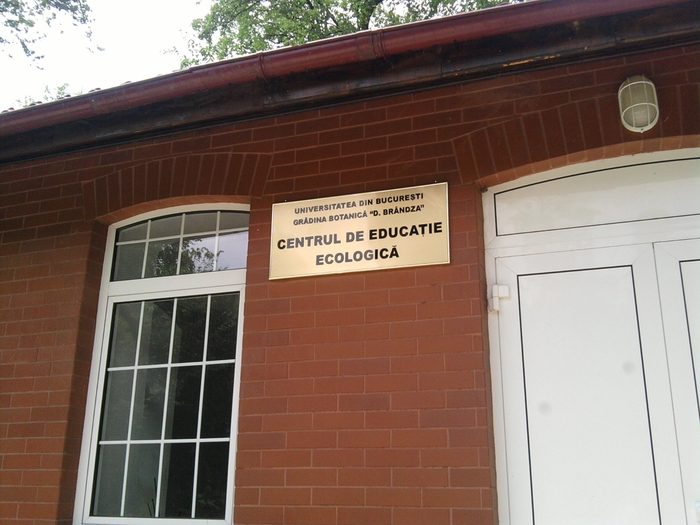 UNIVERSITATEA DIN BUCUREȘTI
GRĂDINA BOTANICĂ "D. BRÂNDZA"
CENTRUL DE EDUCAȚIE
ECOLOGICĂ